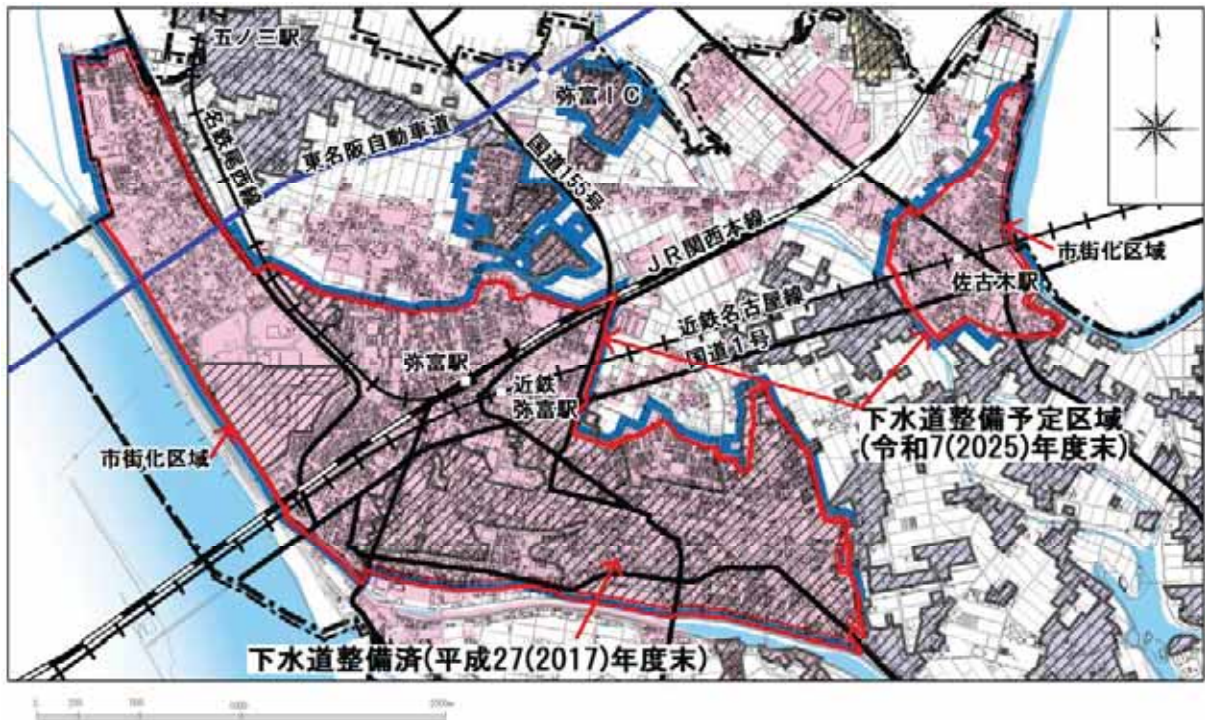 五ノ三駅
弥富IC
名鉄尾西線
東名阪自動車道
国道155号
JR関西本線
市街化区域
佐古木駅
近鉄名古屋線
国道1号
弥富駅
近鉄
弥富駅
下水道整備予定区域
(令和7(2025)年度末)
市街化区域
下水道整備済(平成27(2017)年度末)